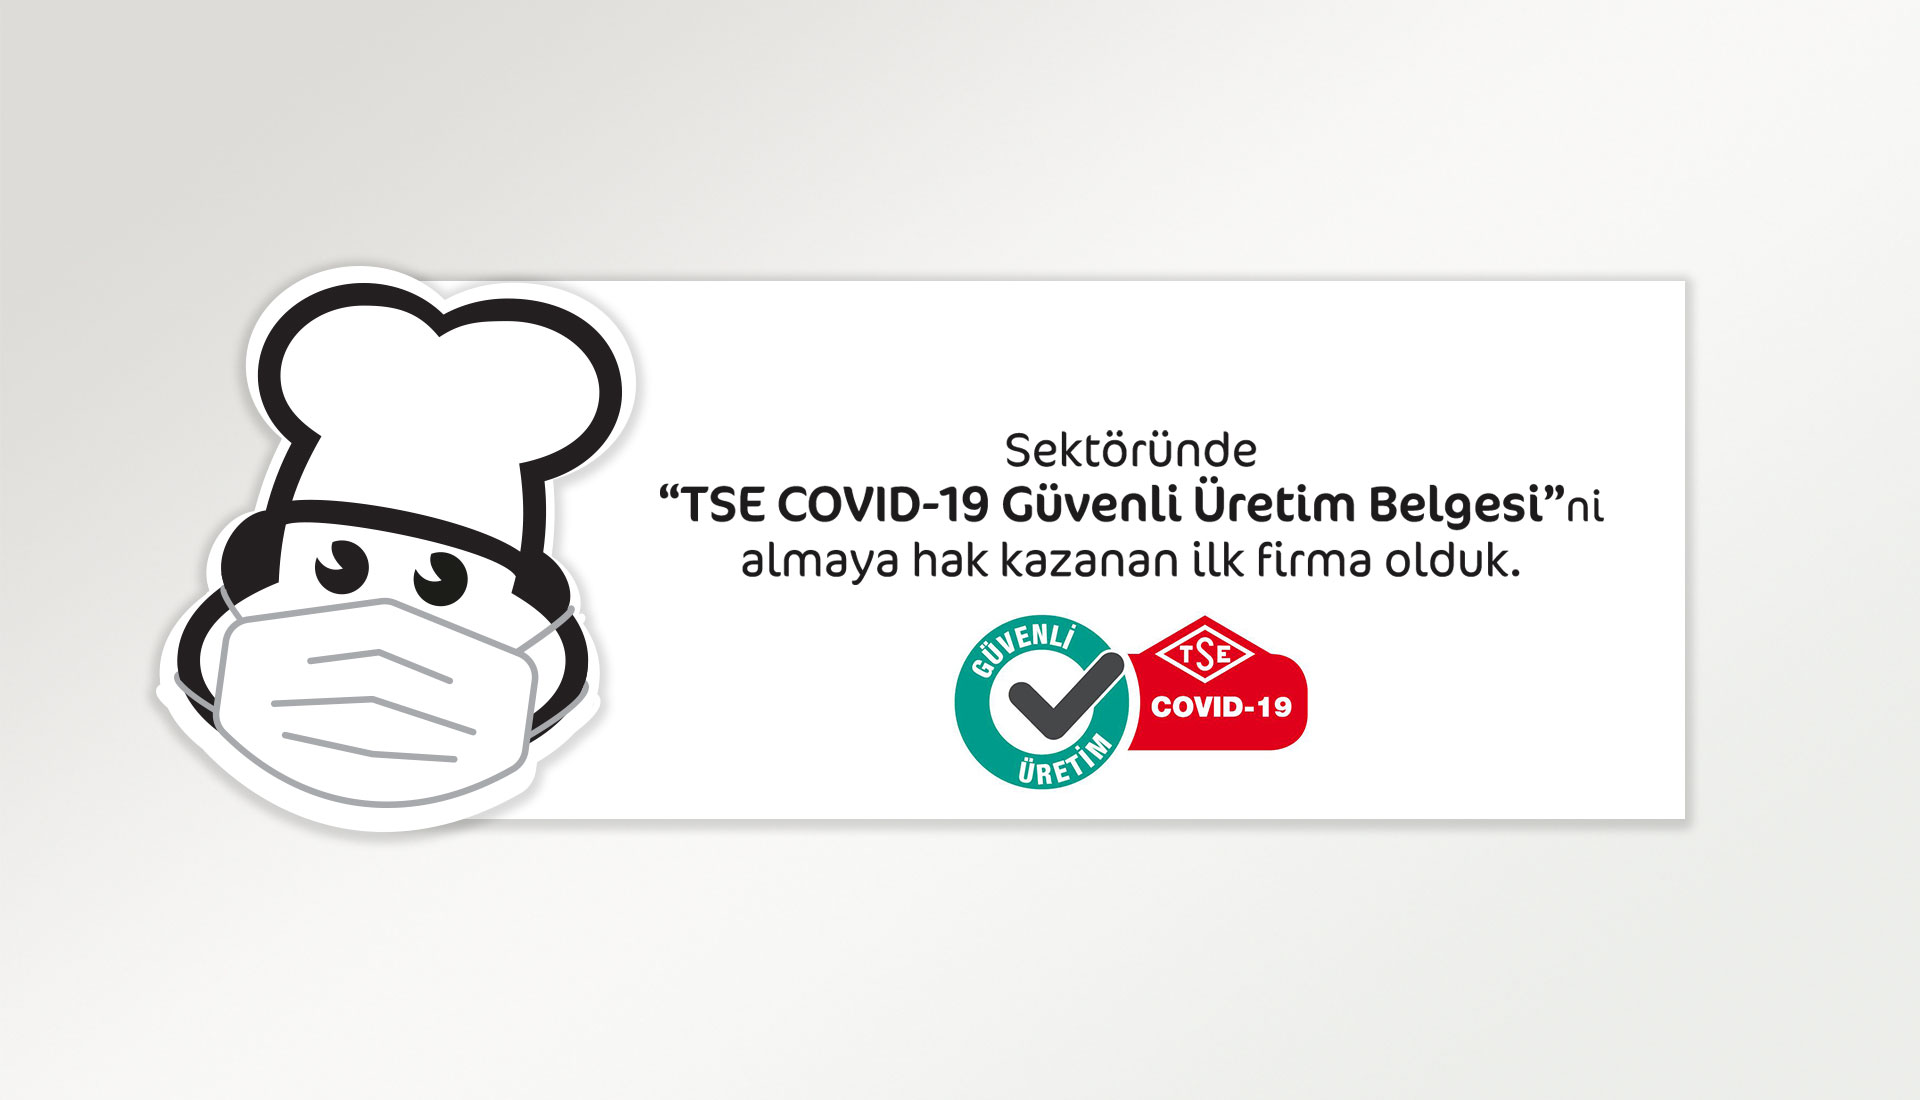 Sektöründe
“TSE COVID-19 Güvenli Üretim Belgesi”ni
almaya hak kazanan ilk firma olduk.
GÜVENLİ
ÜRETİM
TSE
COVID-19